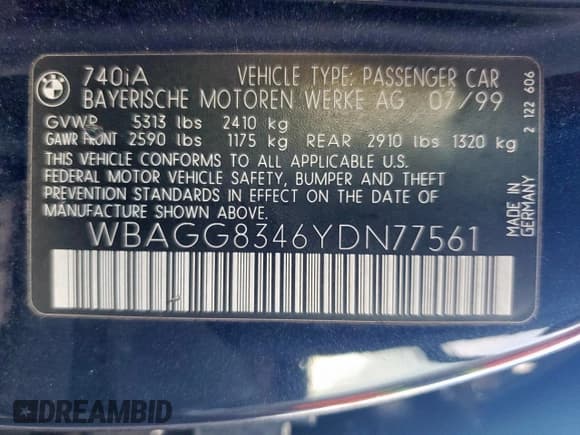 740iA VEHICLE TYPE: PASSENGER CAR
BAYERISCHE MOTOREN WERKE AG 07/99
GVWR 5313 lbs 2410 kg
GAWR FRONT 2590 lbs 1175 kg REAR 2910 lbs 1320 kg
THIS VEHICLE CONFORMS TO ALL APPLICABLE U.S.
FEDERAL MOTOR VEHICLE SAFETY, BUMPER AND THEFT
PREVENTION STANDARDS IN EFFECT ON THE DATE
OF MANUFACTURE SHOWN ABOVE.
WBAGG8346YDN77561
2 122 606
MADE IN
GERMANY
BMW
DREAMBID